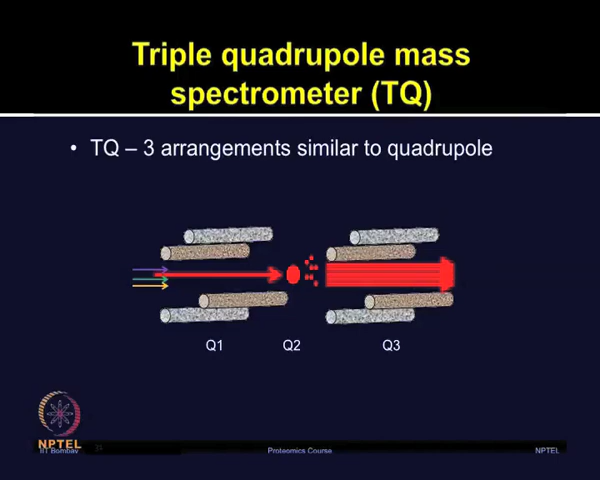 Triple quadrupole mass
spectrometer (TQ)
• TQ – 3 arrangements similar to quadrupole
Q1 Q2 Q3
NPTEL
IIT Bombay Proteomics Course NPTEL